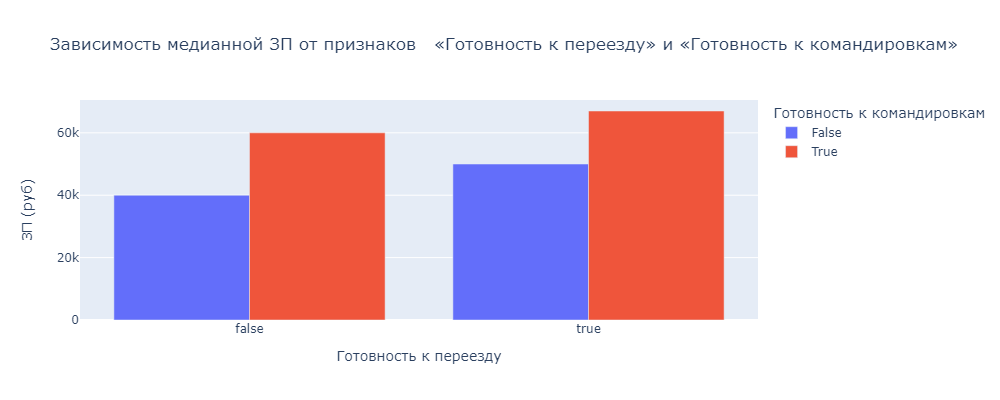 Зависимость медианной ЗП от признаков   «Готовность к переезду» и «Готовность к командировкам»
Готовность к командировкам
False
True
ЗП (руб)
60k
40k
20k
0
false
true
Готовность к переезду